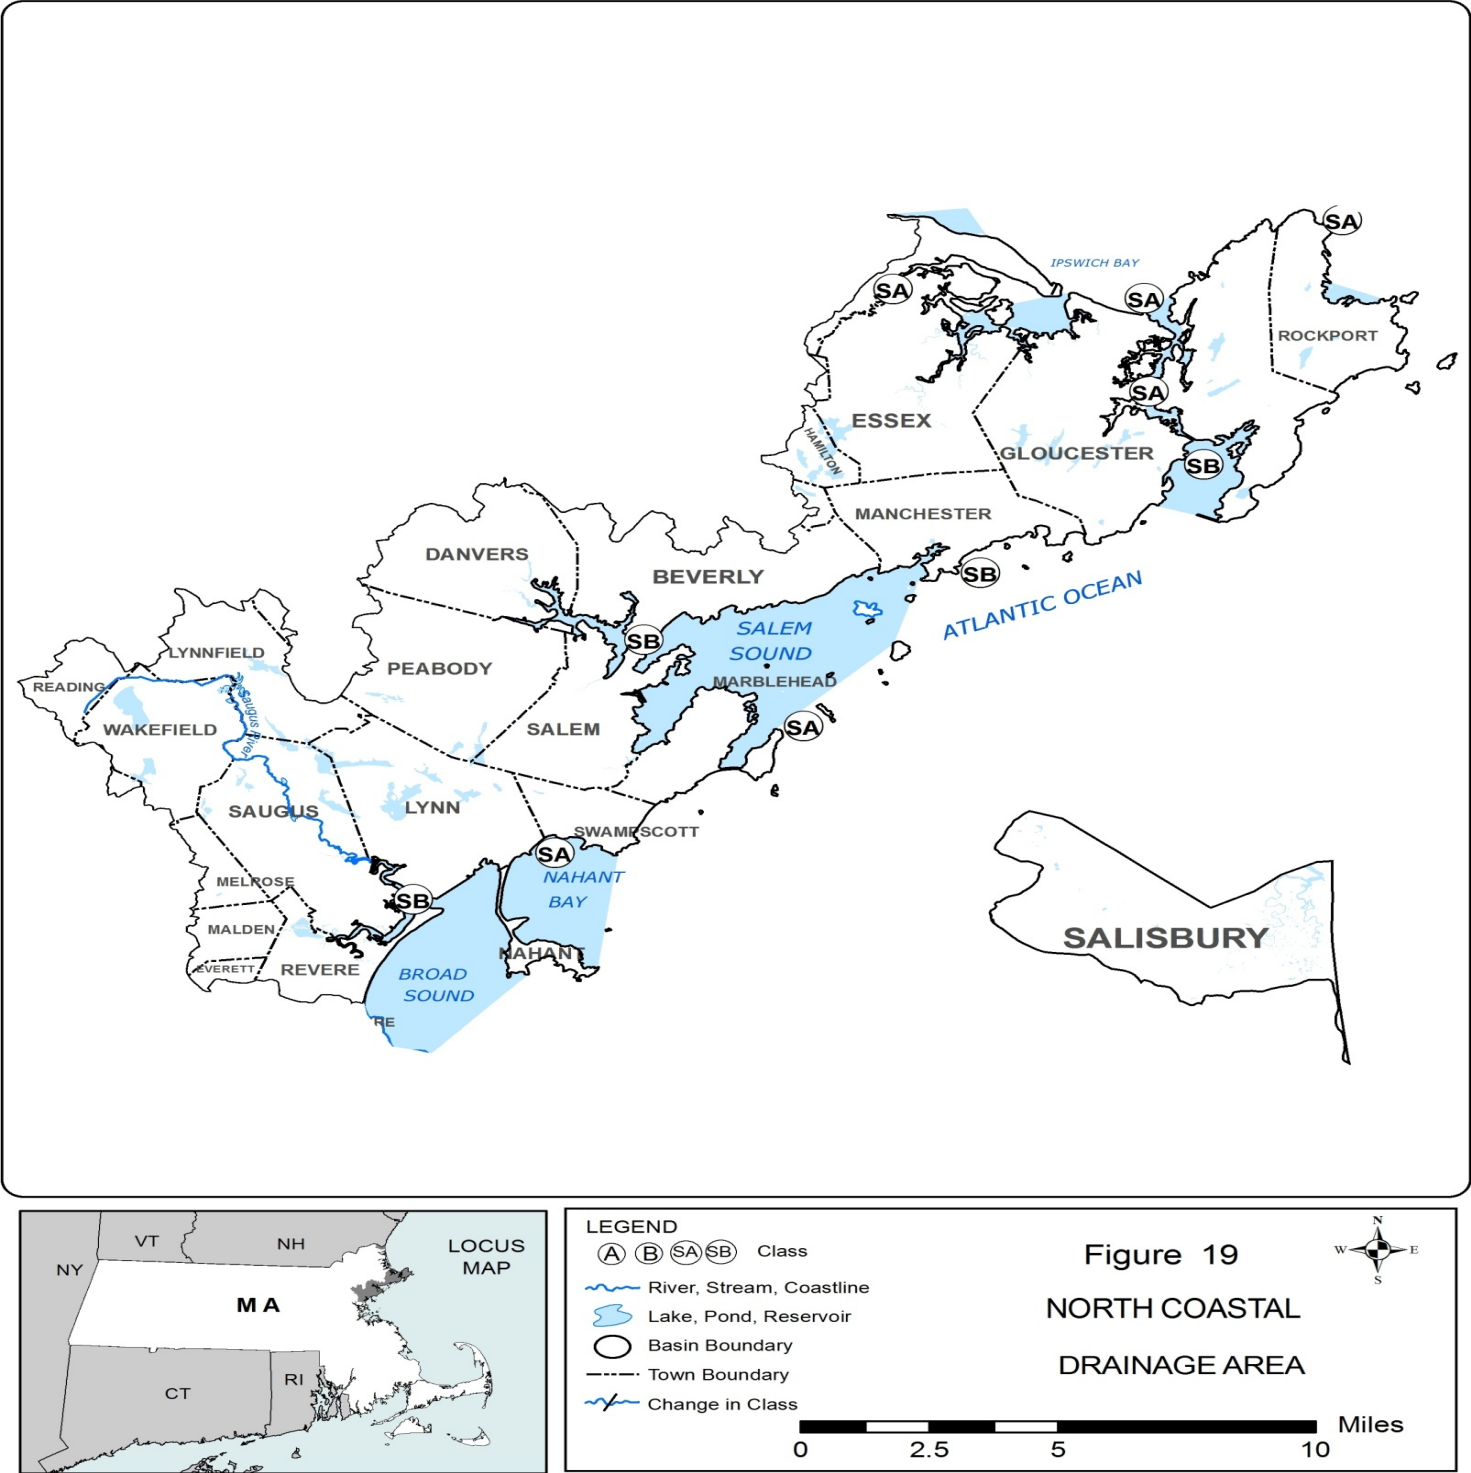 SA
IPSWICH BAY
SA
SA
ROCKPORT
SA
ESSEX
HAMILTON
GLOUCESTER
SB
MANCHESTER
DANVERS
BEVERLY
SB
ATLANTIC OCEAN
SALEM
SOUND
SB
LYNNFIELD
PEABODY
MARBLEHEAD
READING
Saugus River
WAKEFIELD
SALEM
SA
SAUGUS
LYNN
SWAMPSCOTT
SA
NAHANT
BAY
MELROSE
SB
MALDEN
SALISBURY
NAHANT
EVERETT
REVERE
BROAD
SOUND
RE
VT
NH
NY
LOCUS
MAP
MA
CT
RI
LEGEND
A B SA SB Class
River, Stream, Coastline
Lake, Pond, Reservoir
Basin Boundary
Town Boundary
Change in Class
Figure 19
NORTH COASTAL
DRAINAGE AREA
N
W E
S
Miles
0 2.5 5 10